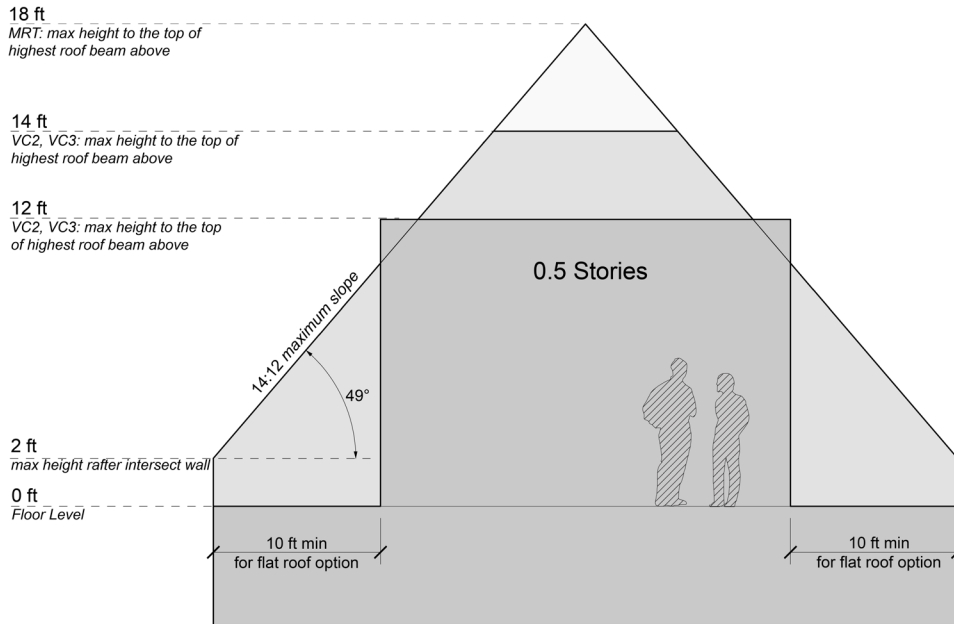 18 ft
MRT: max height to the top of
highest roof beam above
14 ft
VC2, VC3: max height to the top of
highest roof beam above
12 ft
VC2, VC3: max height to the top
of highest roof beam above
0.5 Stories
14:12 maximum slope
49°
2 ft
max height rafter intersect wall
0 ft
Floor Level
10 ft min
for flat roof option
10 ft min
for flat roof option